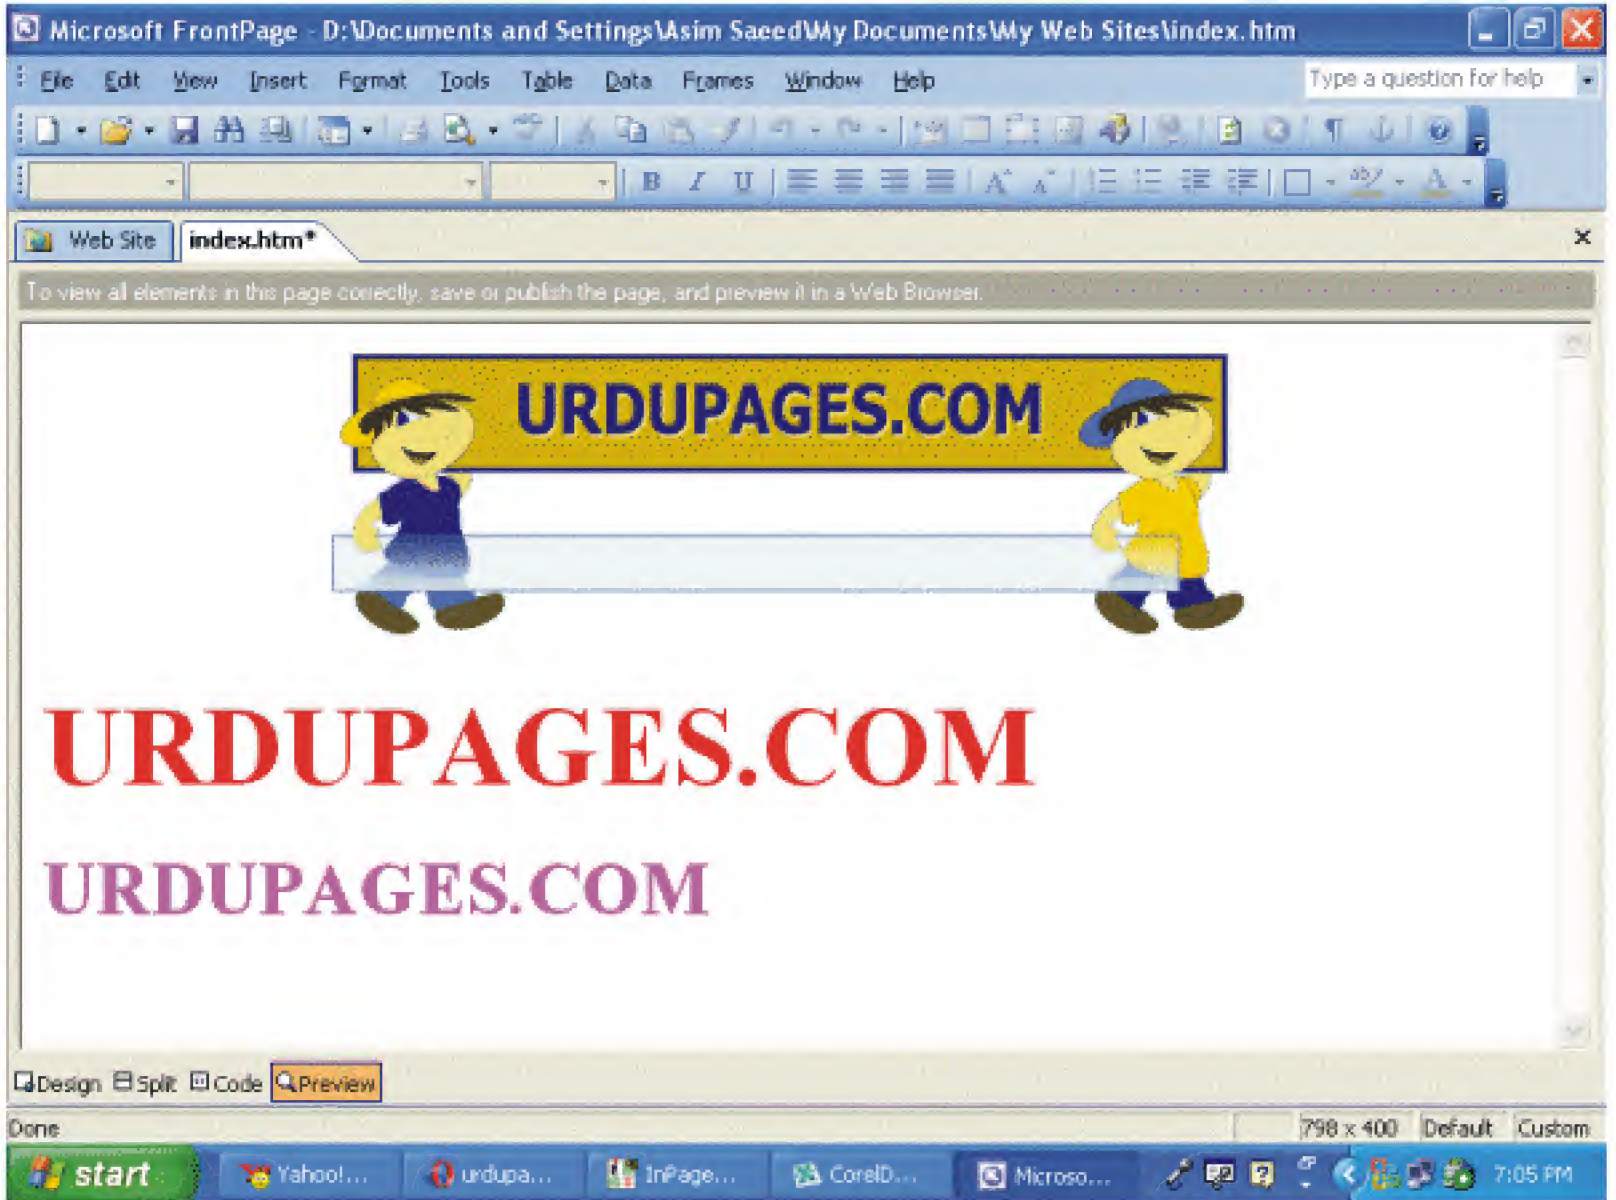 Microsoft FrontPage - D:\Documents and Settings\Asim Saeed\My Documents\My Web Sites\index.htm
File Edit View Insert Format Tools Table Data Frames Window Help Type a question for help
B I U A A ab A
Web Site index.htm*
To view all elements in this page correctly, save or publish the page, and preview it in a Web Browser.
URDUPAGES.COM
URDUPAGES.COM
URDUPAGES.COM
Design Split Code Preview
Done 798 x 400 Default Custom
start Yahoo!... urdupa... InPage... CorelD... Microso... 7:05 PM